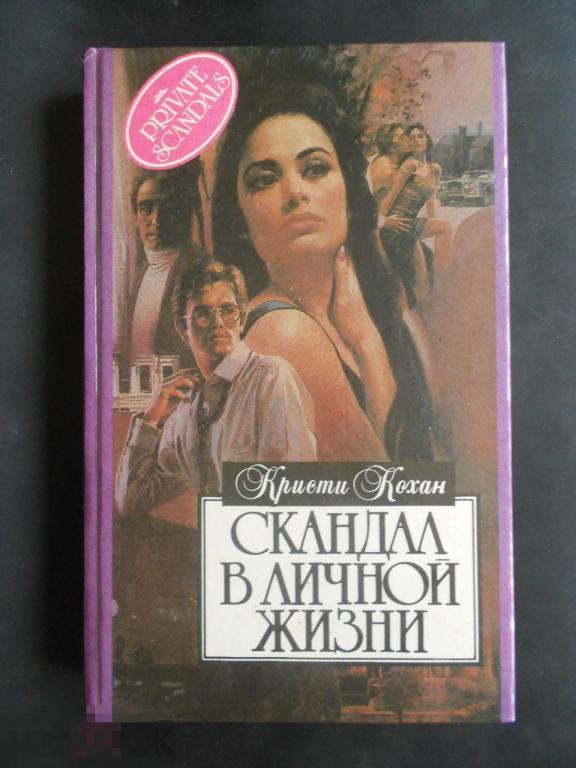 PRIVATE
SCANDALS
Кристи Кохан
СКАНДАЛ
В ЛИЧНОЙ
ЖИЗНИ